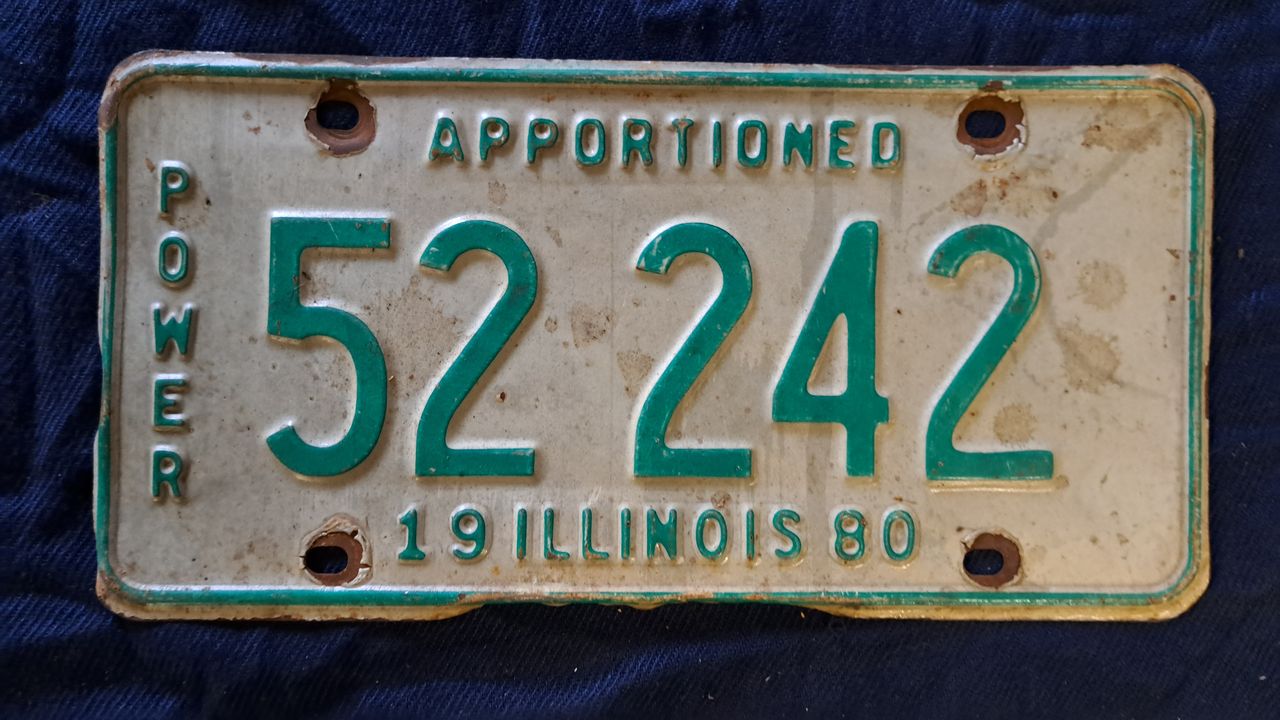 APPORTIONED
POWER
52 242
19 ILLINOIS 80